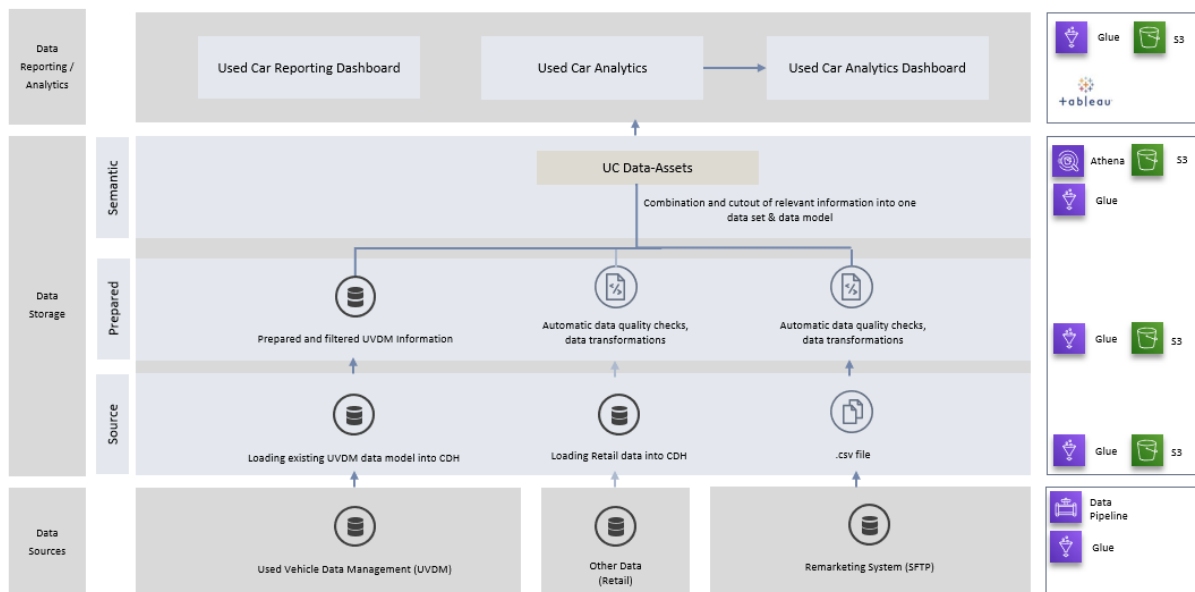 Data
Reporting /
Analytics
Used Car Reporting Dashboard
Used Car Analytics
Used Car Analytics Dashboard
Glue
S3
+ableau
Data
Storage
Semantic
UC Data-Assets
Combination and cutout of relevant information into one
data set & data model
Athena
S3
Glue
Prepared
Prepared and filtered UVDM Information
Automatic data quality checks,
data transformations
Automatic data quality checks,
data transformations
Glue
S3
Source
Loading existing UVDM data model into CDH
Loading Retail data into CDH
.csv file
Glue
S3
Data
Sources
Used Vehicle Data Management (UVDM)
Other Data
(Retail)
Remarketing System (SFTP)
Data
Pipeline
Glue